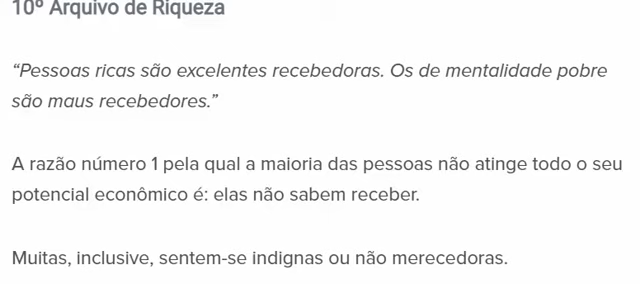 10º Arquivo de Riqueza
“Pessoas ricas são excelentes recebedoras. Os de mentalidade pobre
são maus recebedores.”
A razão número 1 pela qual a maioria das pessoas não atinge todo o seu
potencial econômico é: elas não sabem receber.
Muitas, inclusive, sentem-se indignas ou não merecedoras.